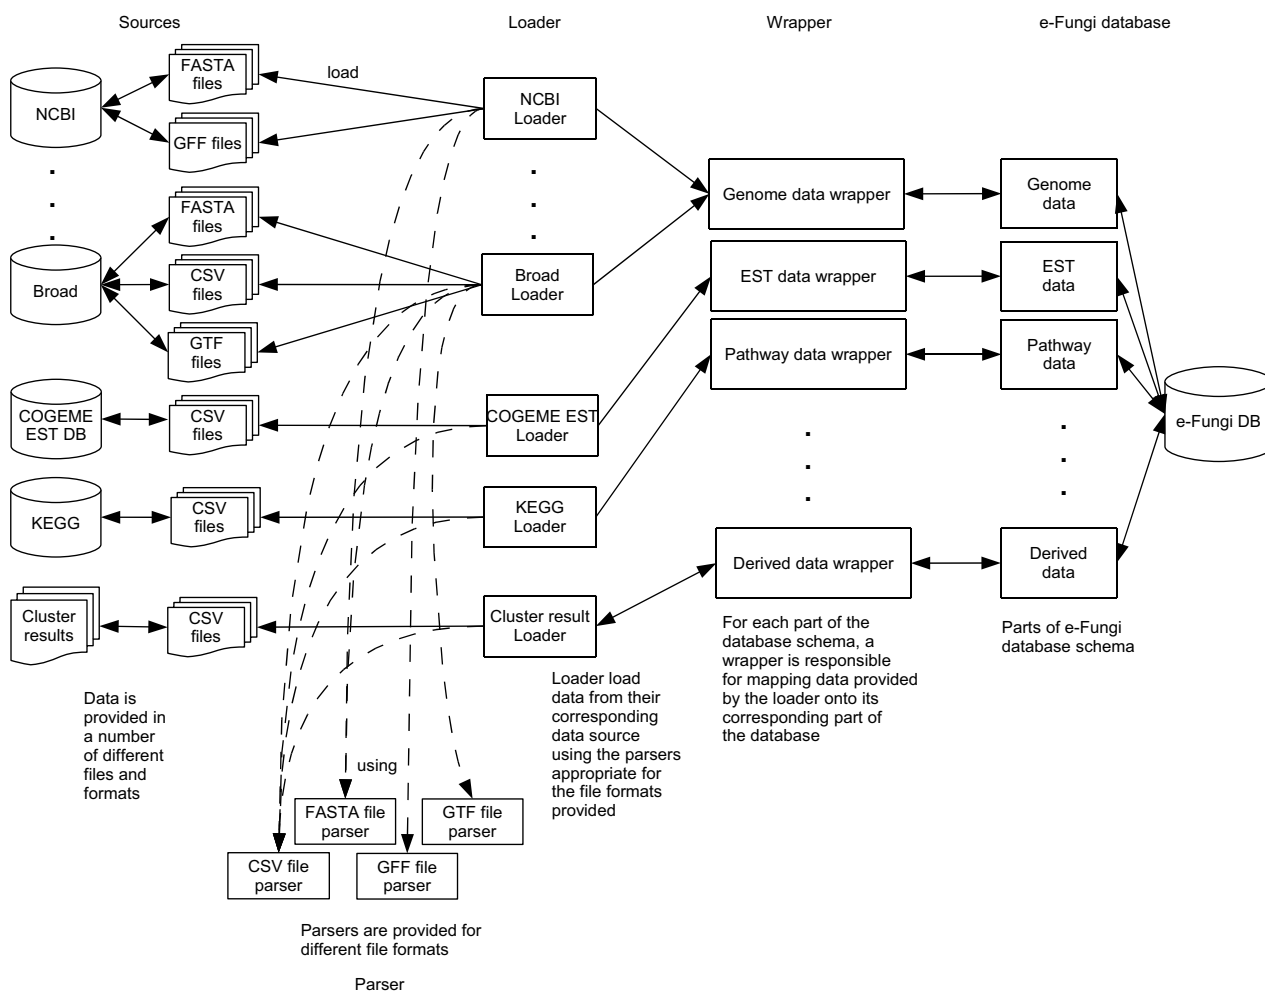 Sources
Loader
Wrapper
e-Fungi database
FASTA
files
load
NCBI
GFF files
NCBI
Loader
FASTA
files
Genome data wrapper
Genome
data
Broad
CSV
files
Broad
Loader
EST data wrapper
EST
data
GTF
files
Pathway data wrapper
Pathway
data
COGEME
EST DB
CSV
files
COGEME EST
Loader
e-Fungi DB
KEGG
CSV
files
KEGG
Loader
Derived data wrapper
Derived
data
Cluster
results
CSV
files
Cluster result
Loader
For each part of the
database schema, a
wrapper is responsible
for mapping data provided
by the loader onto its
corresponding part of
the database
Parts of e-Fungi
database schema
Data is
provided in
a number
of different
files and
formats
Loader load
data from their
corresponding
data source
using the parsers
appropriate for
the file formats
provided
using
FASTA file
parser
GTF file
parser
CSV file
parser
GFF file
parser
Parsers are provided for
different file formats
Parser